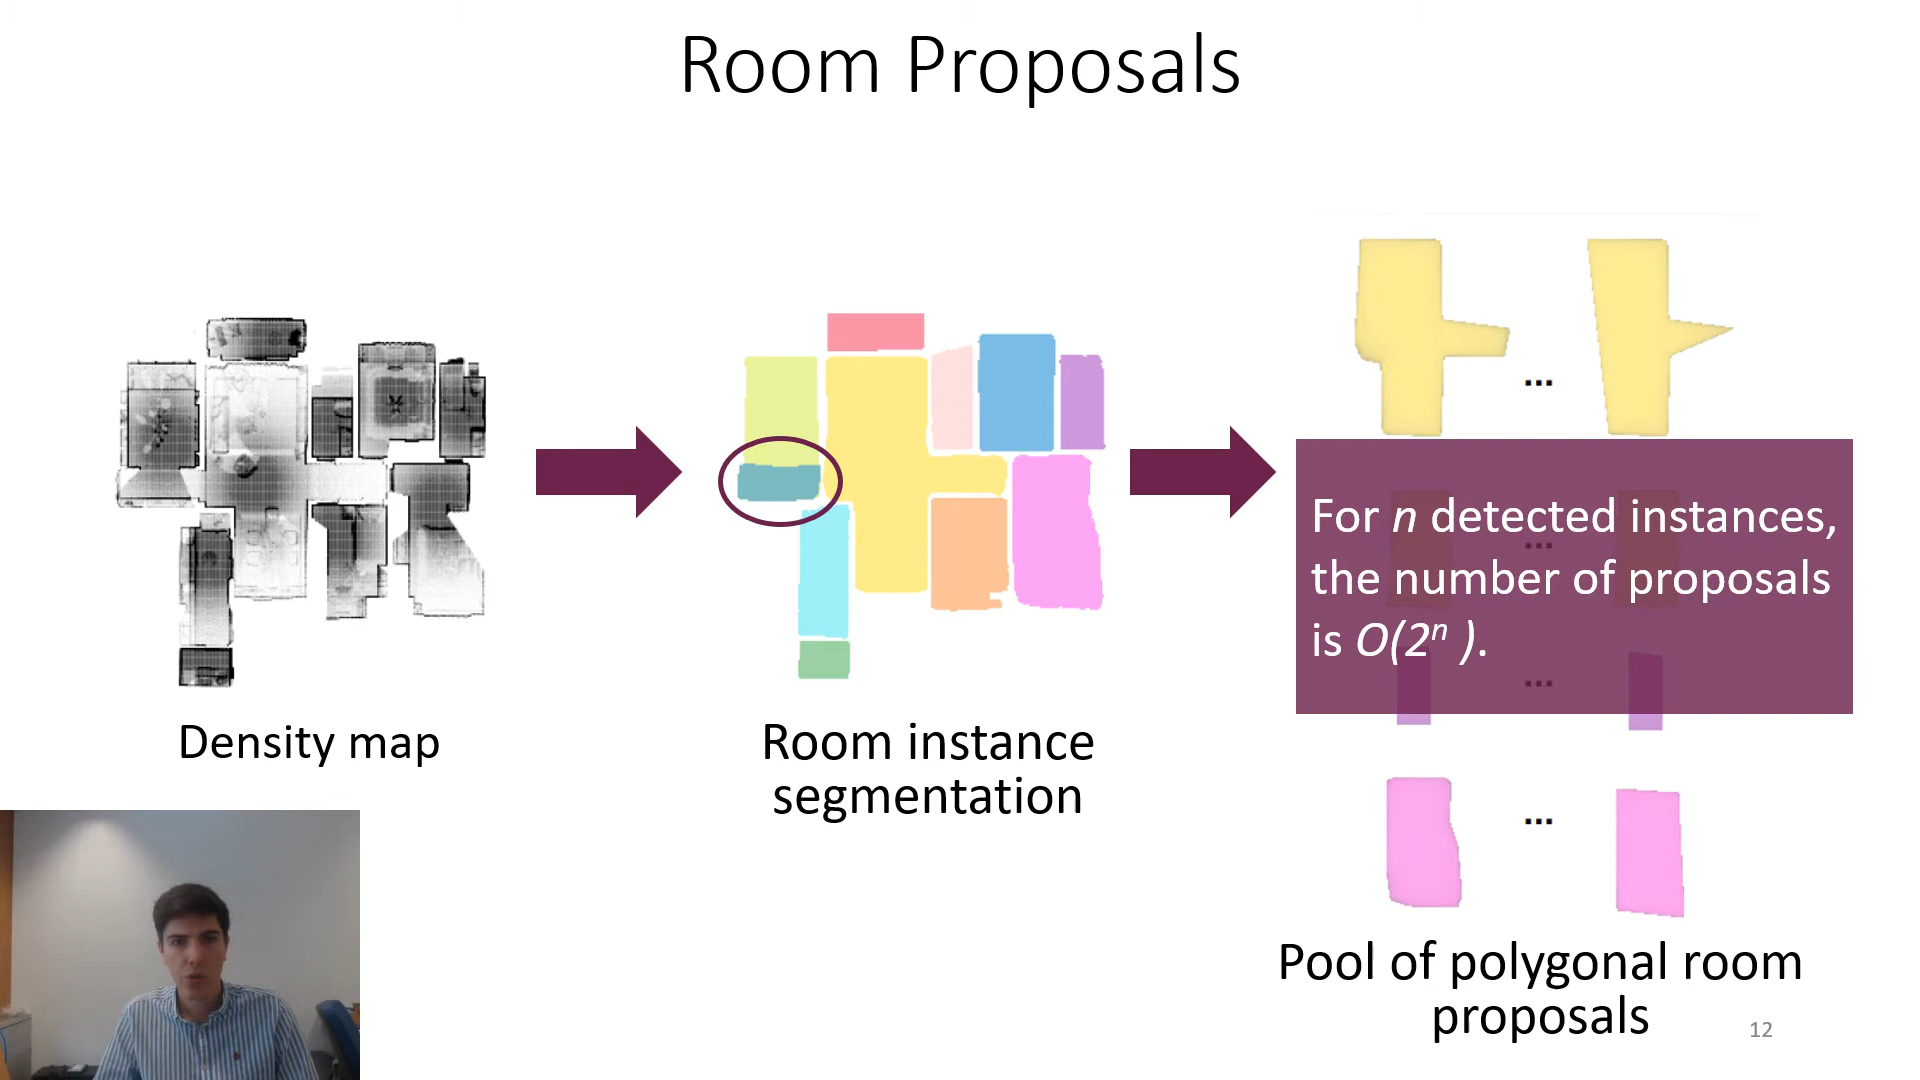 Room Proposals
...
For n detected instances,
the number of proposals
is O(2ⁿ ).
...
...
...
Density map
Room instance
segmentation
Pool of polygonal room
proposals
12